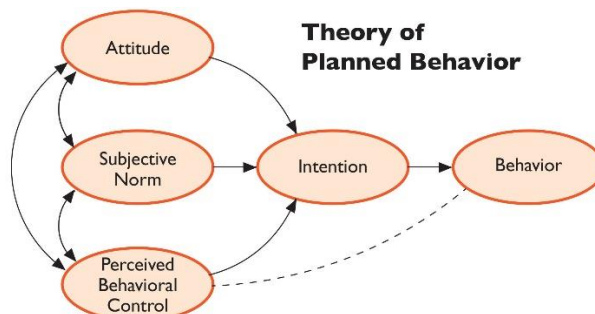 Theory of
Planned Behavior
Attitude
Subjective
Norm
Intention
Behavior
Perceived
Behavioral
Control